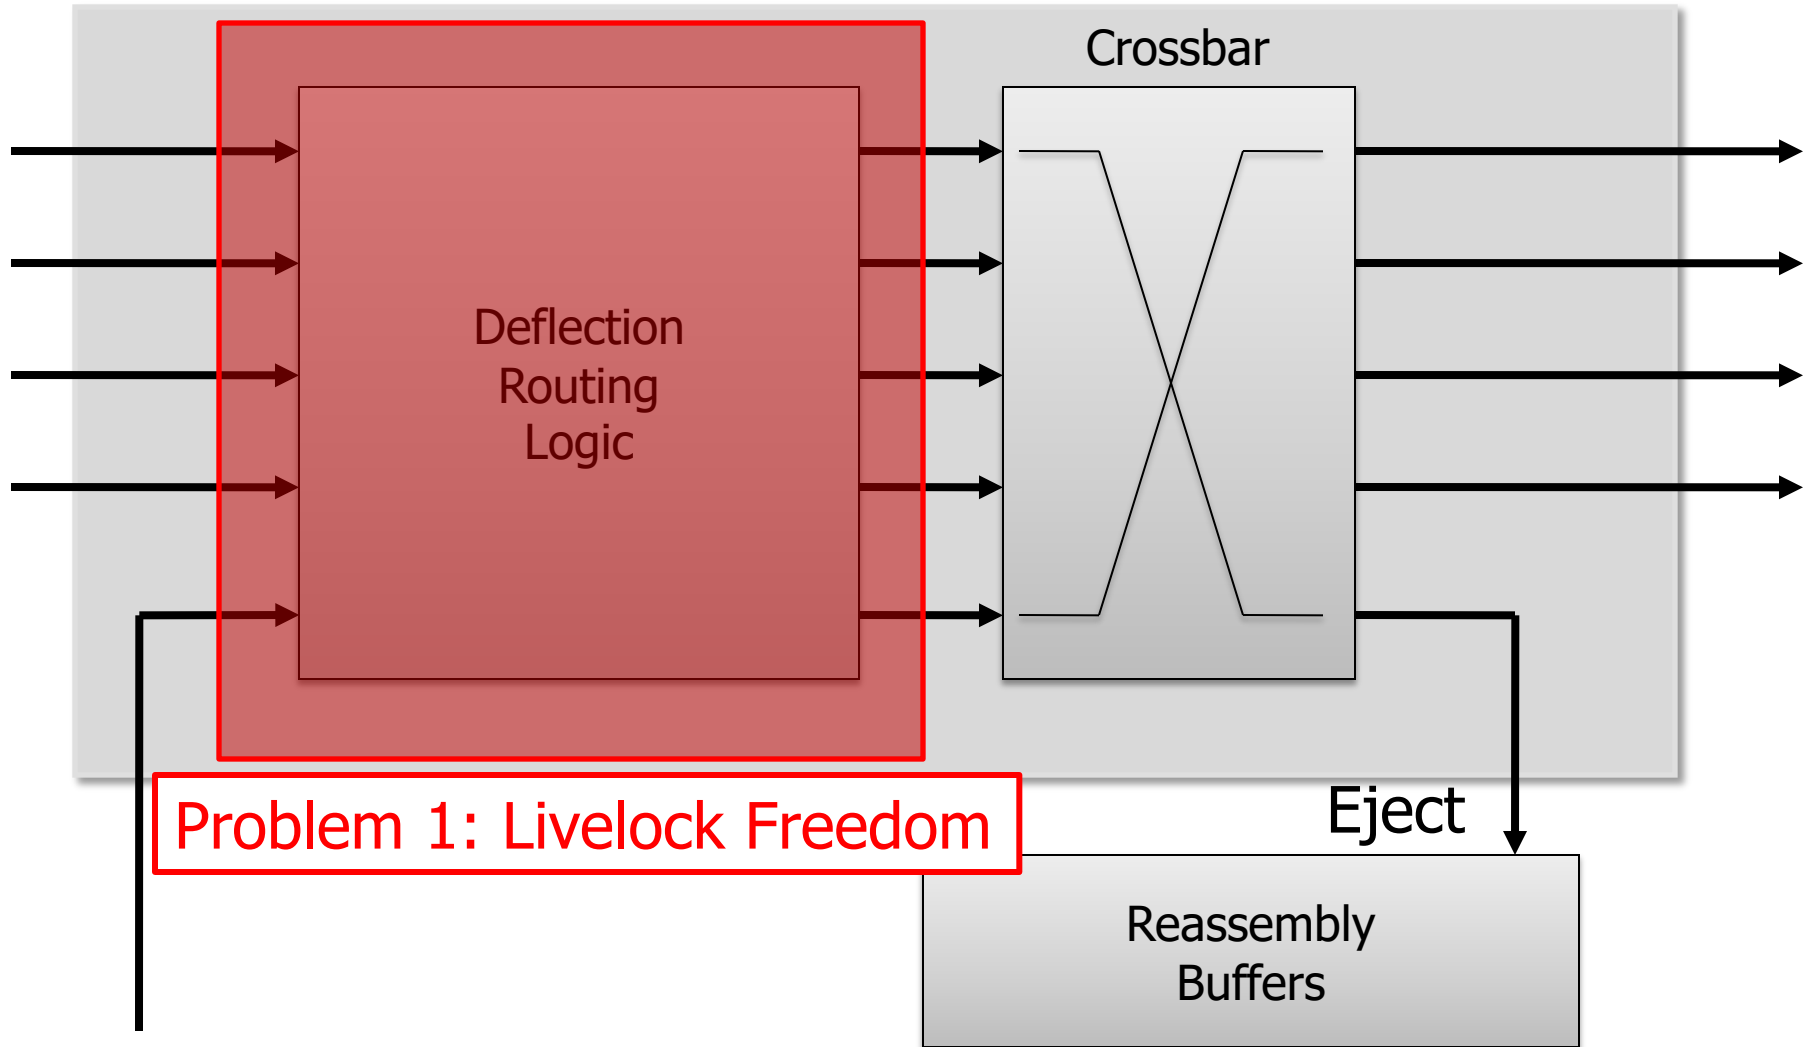 Crossbar
Deflection
Routing
Logic
Problem 1: Livelock Freedom
Eject
Reassembly
Buffers